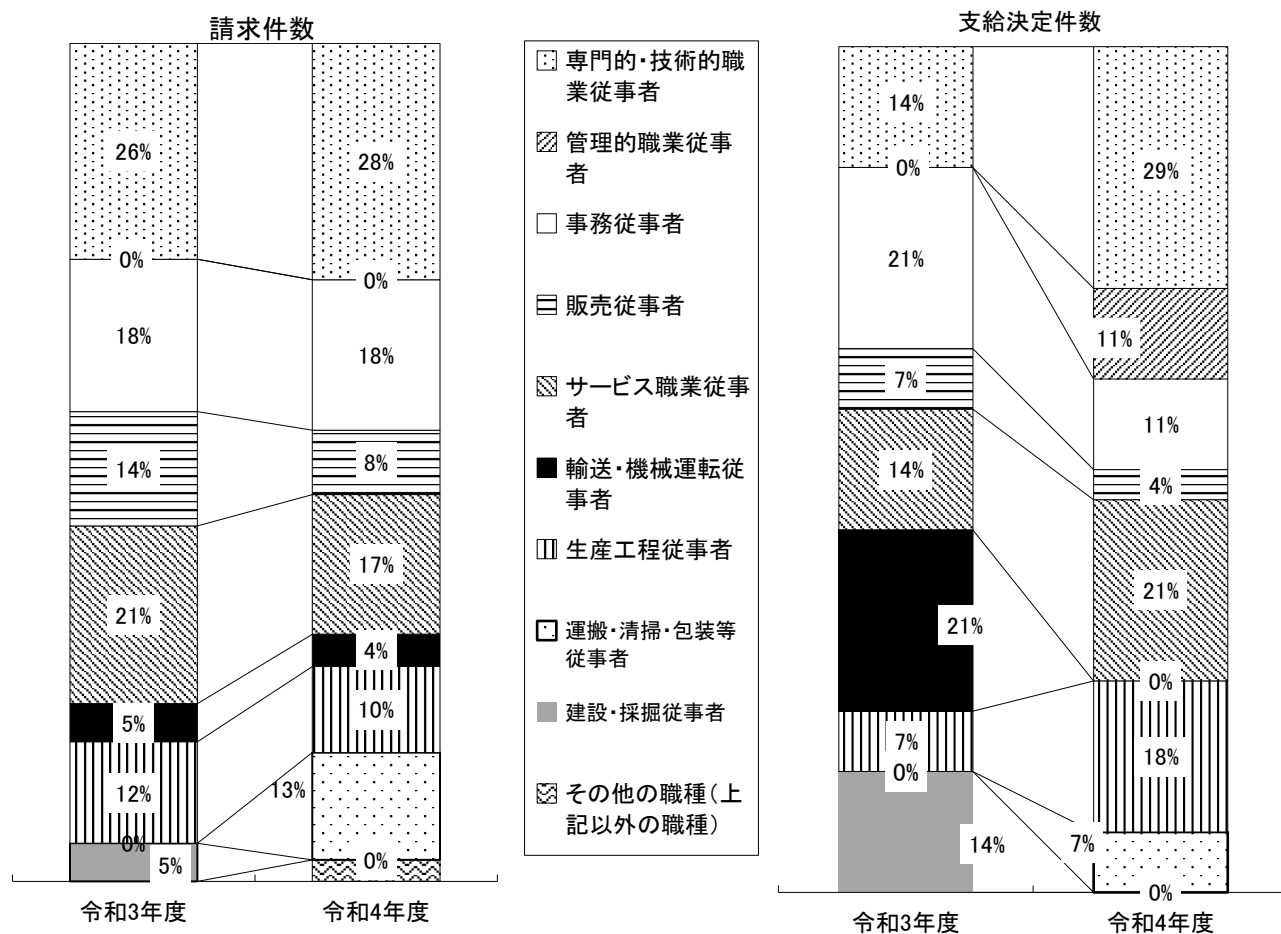 請求件数
26%
0%
18%
14%
21%
5%
12%
0%
5%
令和3年度
28%
0%
18%
8%
17%
4%
10%
13%
0%
令和4年度
専門的・技術的職
業従事者
管理的職業従事
者
事務従事者
販売従事者
サービス職業従事
者
輸送・機械運転従
事者
生産工程従事者
運搬・清掃・包装等
従事者
建設・採掘従事者
その他の職種(上
記以外の職種)
支給決定件数
14%
0%
21%
7%
14%
21%
7%
0%
14%
令和3年度
29%
11%
11%
4%
21%
0%
18%
7%
0%
令和4年度